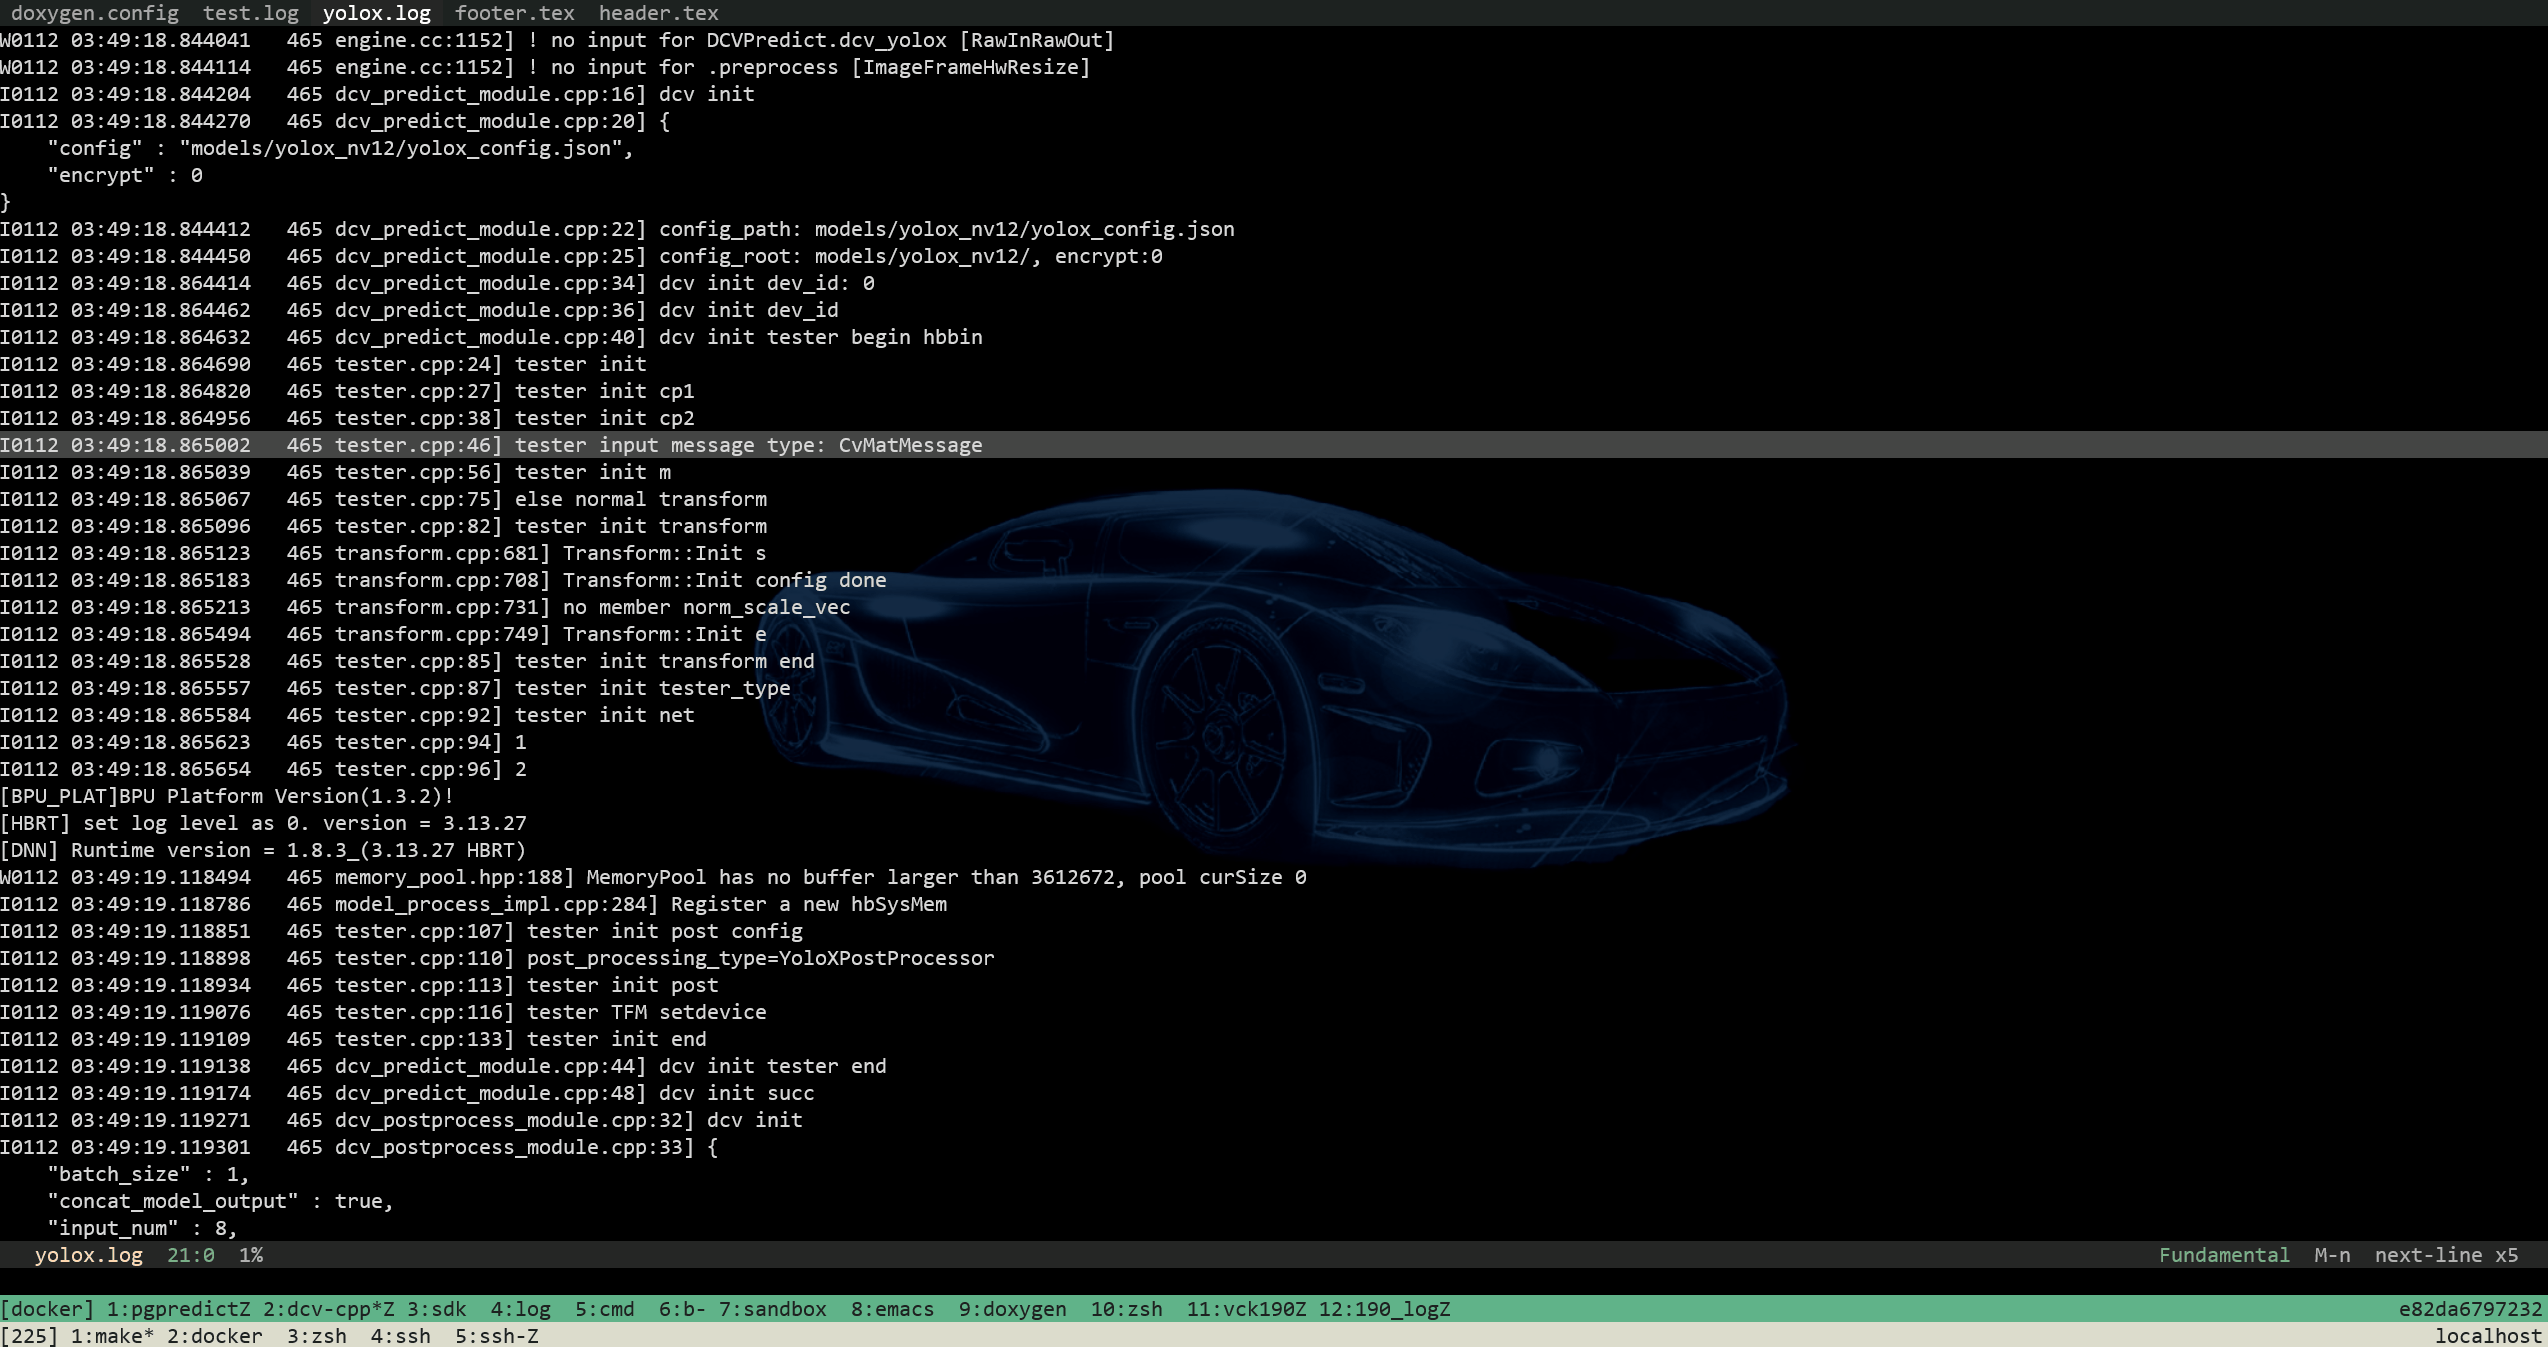 doxygen.config  test.log  yolox.log  footer.tex  header.tex
W0112 03:49:18.844041   465 engine.cc:1152] ! no input for DCVPredict.dcv_yolox [RawInRawOut]
W0112 03:49:18.844114   465 engine.cc:1152] ! no input for .preprocess [ImageFrameHwResize]
I0112 03:49:18.844204   465 dcv_predict_module.cpp:16] dcv init
I0112 03:49:18.844270   465 dcv_predict_module.cpp:20] {
    "config" : "models/yolox_nv12/yolox_config.json",
    "encrypt" : 0
}
I0112 03:49:18.844412   465 dcv_predict_module.cpp:22] config_path: models/yolox_nv12/yolox_config.json
I0112 03:49:18.844450   465 dcv_predict_module.cpp:25] config_root: models/yolox_nv12/, encrypt:0
I0112 03:49:18.864414   465 dcv_predict_module.cpp:34] dcv init dev_id: 0
I0112 03:49:18.864462   465 dcv_predict_module.cpp:36] dcv init dev_id
I0112 03:49:18.864632   465 dcv_predict_module.cpp:40] dcv init tester begin hbbin
I0112 03:49:18.864690   465 tester.cpp:24] tester init
I0112 03:49:18.864820   465 tester.cpp:27] tester init cp1
I0112 03:49:18.864956   465 tester.cpp:38] tester init cp2
I0112 03:49:18.865002   465 tester.cpp:46] tester input message type: CvMatMessage
I0112 03:49:18.865039   465 tester.cpp:56] tester init m
I0112 03:49:18.865067   465 tester.cpp:75] else normal transform
I0112 03:49:18.865096   465 tester.cpp:82] tester init transform
I0112 03:49:18.865123   465 transform.cpp:681] Transform::Init s
I0112 03:49:18.865183   465 transform.cpp:708] Transform::Init config done
I0112 03:49:18.865213   465 transform.cpp:731] no member norm_scale_vec
I0112 03:49:18.865494   465 transform.cpp:749] Transform::Init e
I0112 03:49:18.865528   465 tester.cpp:85] tester init transform end
I0112 03:49:18.865557   465 tester.cpp:87] tester init tester_type
I0112 03:49:18.865584   465 tester.cpp:92] tester init net
I0112 03:49:18.865623   465 tester.cpp:94] 1
I0112 03:49:18.865654   465 tester.cpp:96] 2
[BPU_PLAT]BPU Platform Version(1.3.2)!
[HBRT] set log level as 0. version = 3.13.27
[DNN] Runtime version = 1.8.3_(3.13.27 HBRT)
W0112 03:49:19.118494   465 memory_pool.hpp:188] MemoryPool has no buffer larger than 3612672, pool curSize 0
I0112 03:49:19.118786   465 model_process_impl.cpp:284] Register a new hbSysMem
I0112 03:49:19.118851   465 tester.cpp:107] tester init post config
I0112 03:49:19.118898   465 tester.cpp:110] post_processing_type=YoloXPostProcessor
I0112 03:49:19.118934   465 tester.cpp:113] tester init post
I0112 03:49:19.119076   465 tester.cpp:116] tester TFM setdevice
I0112 03:49:19.119109   465 tester.cpp:133] tester init end
I0112 03:49:19.119138   465 dcv_predict_module.cpp:44] dcv init tester end
I0112 03:49:19.119174   465 dcv_predict_module.cpp:48] dcv init succ
I0112 03:49:19.119271   465 dcv_postprocess_module.cpp:32] dcv init
I0112 03:49:19.119301   465 dcv_postprocess_module.cpp:33] {
    "batch_size" : 1,
    "concat_model_output" : true,
    "input_num" : 8,
yolox.log  21:0  1%  Fundamental  M-n  next-line x5
[docker] 1:pgpredictZ 2:dcv-cpp*Z 3:sdk  4:log  5:cmd  6:b- 7:sandbox  8:emacs  9:doxygen  10:zsh  11:vck190Z 12:190_logZ  e82da6797232
[225] 1:make* 2:docker  3:zsh  4:ssh  5:ssh-Z  localhost